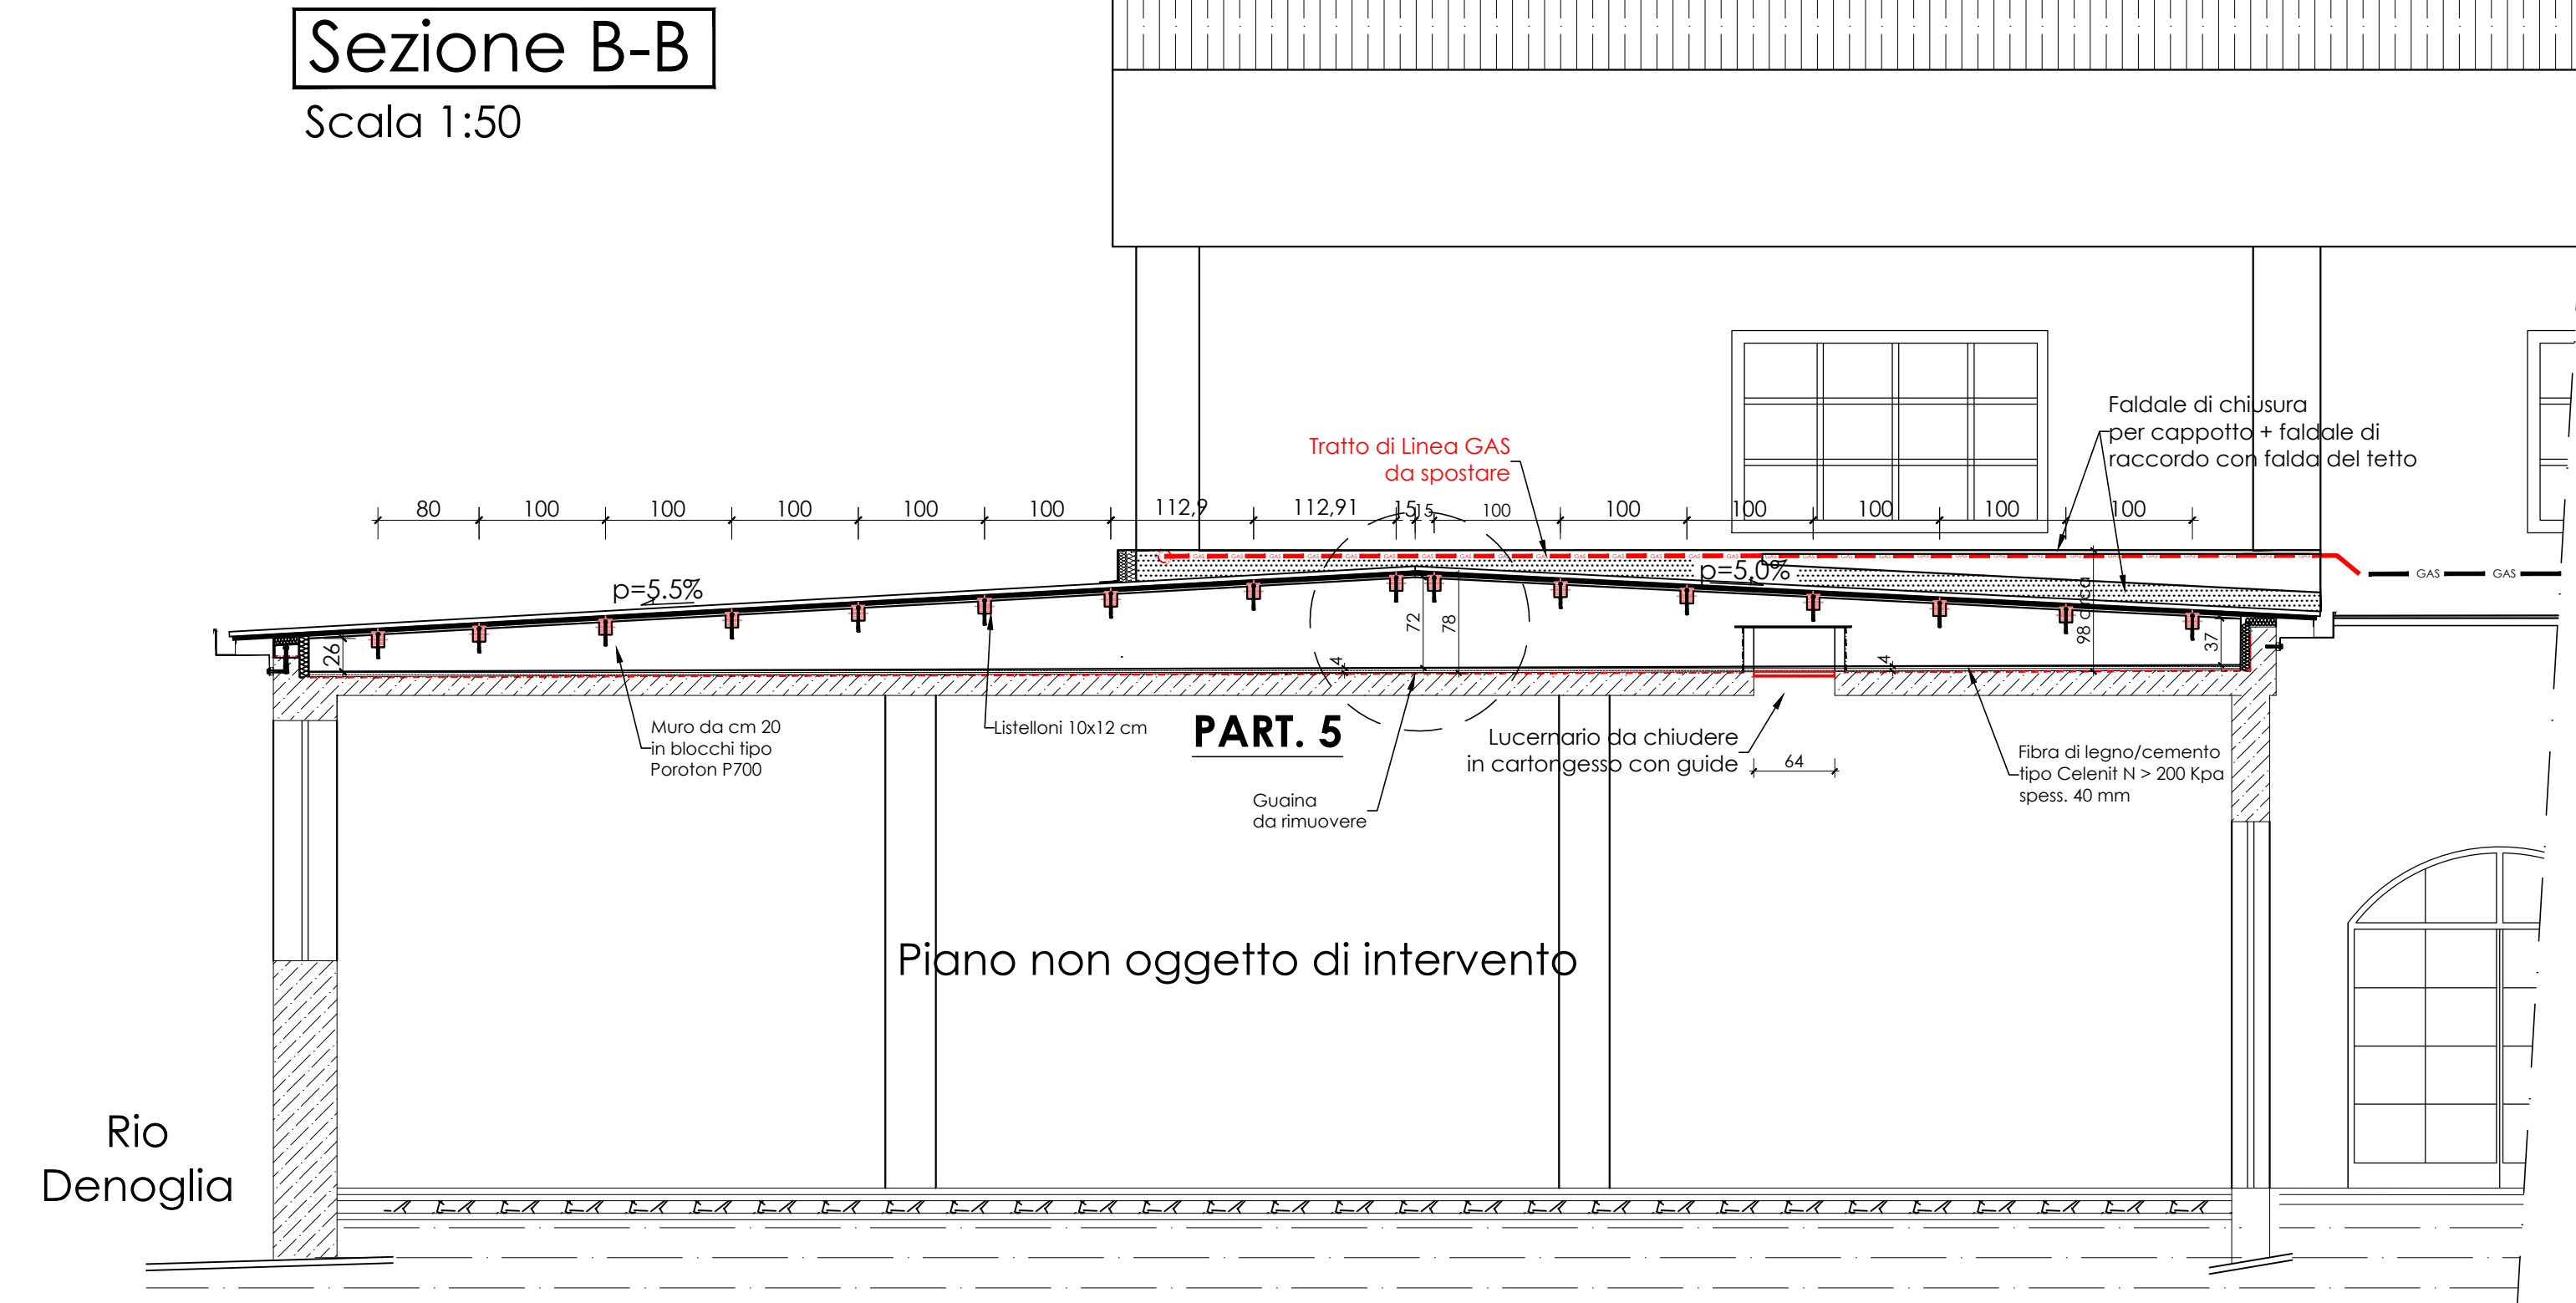 Sezione B-B
Scala 1:50
Faldale di chiusura
per cappotto + faldale di
raccordo con falda del tetto
Tratto di Linea GAS
da spostare
80 100 100 100 100 100 112,9 112,91 15 15 100 100 100 100 100 100
GAS GAS
p=5.5%
p=5,0%
26
72
78
4
4
98 circa
37
Muro da cm 20
in blocchi tipo
Poroton P700
Listelloni 10x12 cm
PART. 5
Lucernario da chiudere
in cartongesso con guide
64
Fibra di legno/cemento
tipo Celenit N > 200 Kpa
spess. 40 mm
Guaina
da rimuovere
Piano non oggetto di intervento
Rio
Denoglia